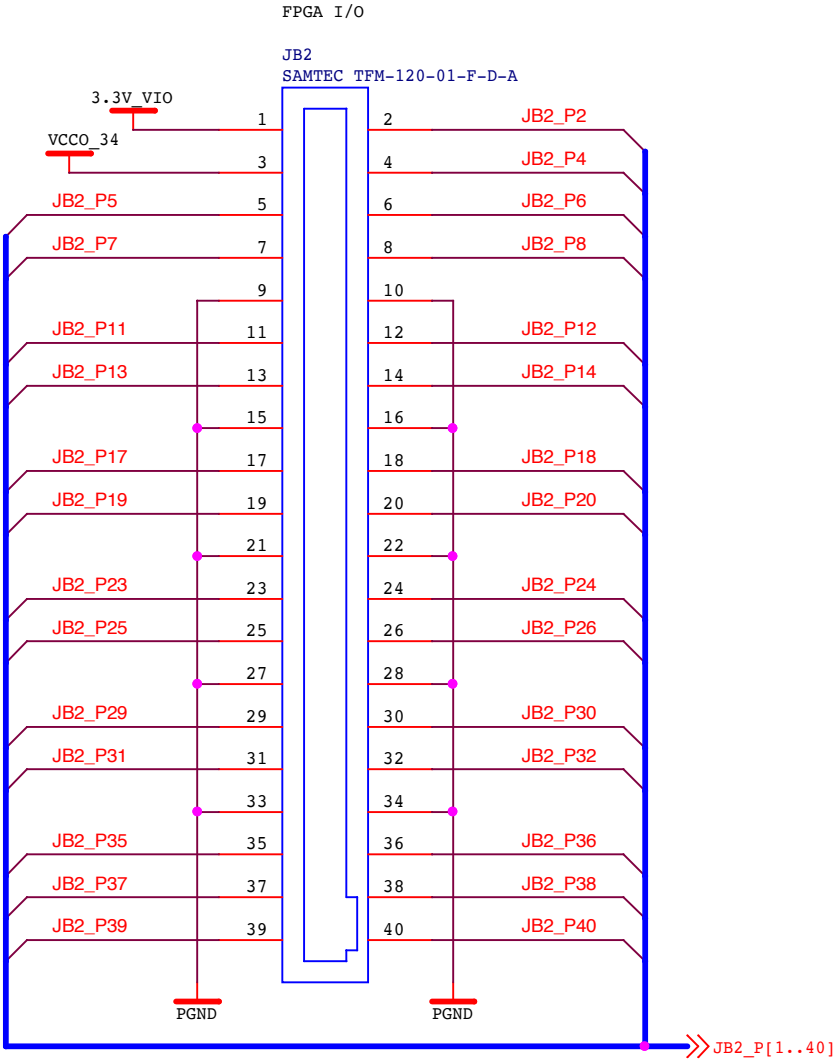 FPGA I/O
JB2
SAMTEC TFM-120-01-F-D-A
3.3V_VIO
1 2 JB2_P2
VCCO_34
3 4 JB2_P4
JB2_P5 5 6 JB2_P6
JB2_P7 7 8 JB2_P8
9 10
JB2_P11 11 12 JB2_P12
JB2_P13 13 14 JB2_P14
15 16
JB2_P17 17 18 JB2_P18
JB2_P19 19 20 JB2_P20
21 22
JB2_P23 23 24 JB2_P24
JB2_P25 25 26 JB2_P26
27 28
JB2_P29 29 30 JB2_P30
JB2_P31 31 32 JB2_P32
33 34
JB2_P35 35 36 JB2_P36
JB2_P37 37 38 JB2_P38
JB2_P39 39 40 JB2_P40
PGND PGND
JB2_P[1..40]